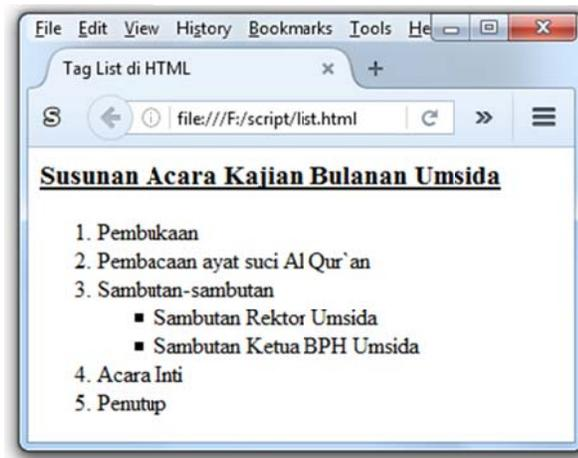 File Edit View History Bookmarks Tools He
Tag List di HTML
S file:///F:/script/list.html
Susunan Acara Kajian Bulanan Umsida
1. Pembukaan
2. Pembacaan ayat suci Al Qur`an
3. Sambutan-sambutan
▪ Sambutan Rektor Umsida
▪ Sambutan Ketua BPH Umsida
4. Acara Inti
5. Penutup